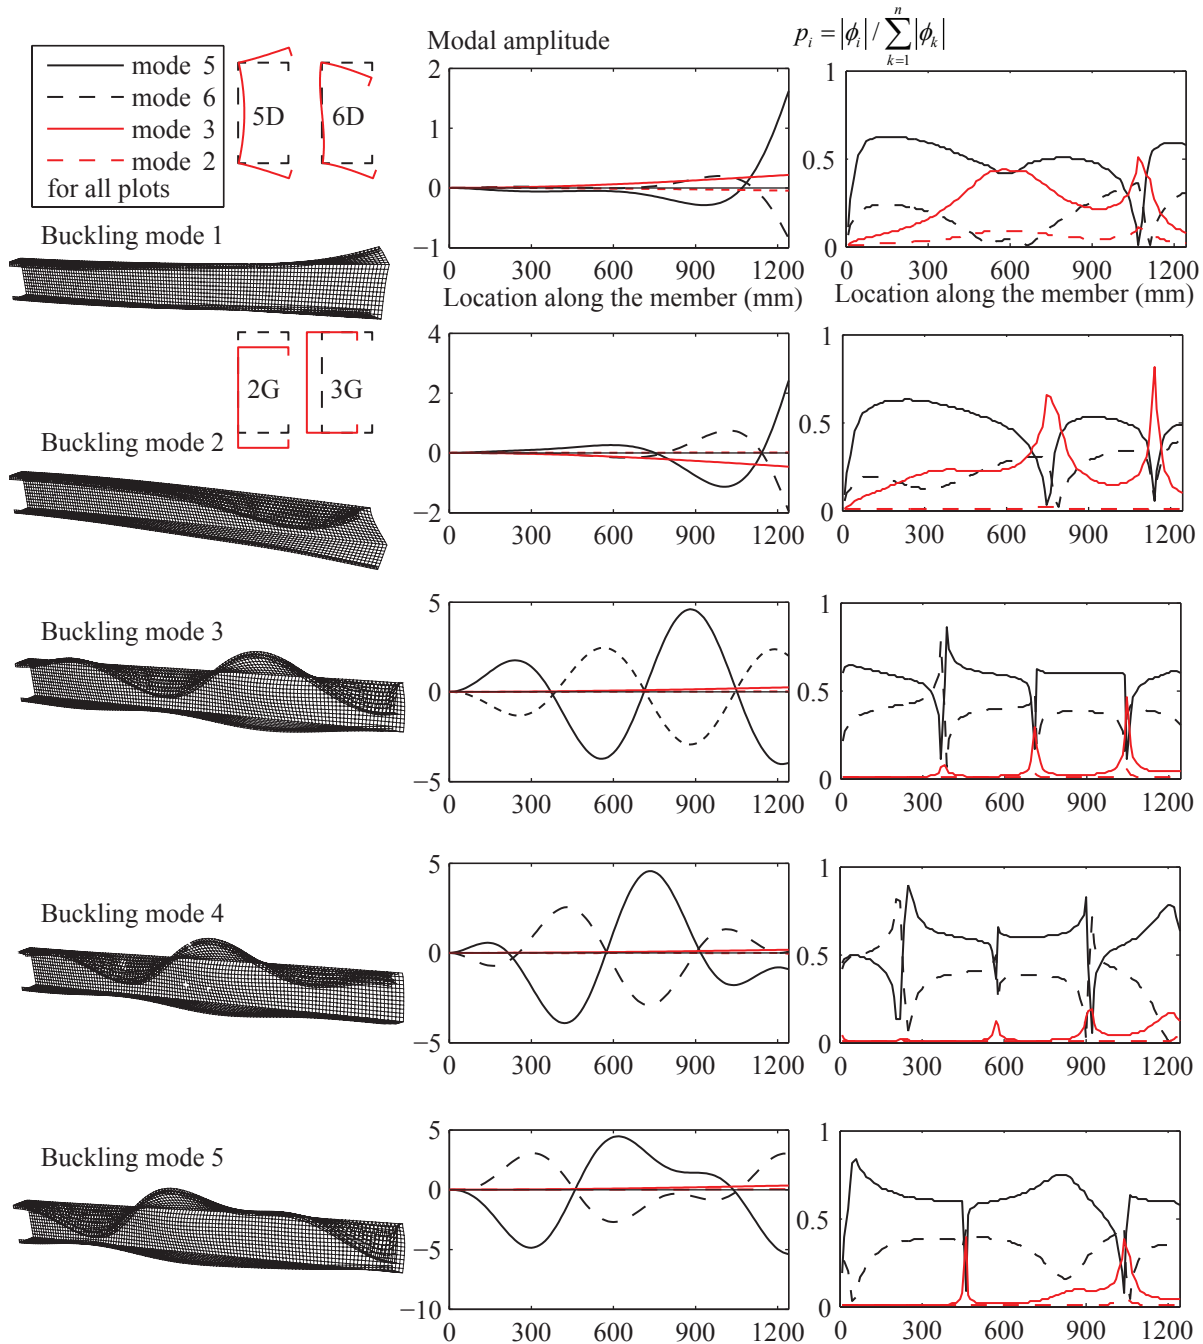 mode 5
mode 6
mode 3
mode 2
for all plots
5D
6D
Modal amplitude
p_i = |ϕ_i| / ∑_{k=1}^{n} |ϕ_k|
2
1
0
−1
0 300 600 900 1200
Location along the member (mm)
1
0.5
0
0 300 600 900 1200
Location along the member (mm)
Buckling mode 1
2G
3G
Buckling mode 2
4
2
0
−2
0 300 600 900 1200
1
0.5
0
0 300 600 900 1200
Buckling mode 3
5
0
−5
0 300 600 900 1200
1
0.5
0
0 300 600 900 1200
Buckling mode 4
5
0
−5
0 300 600 900 1200
1
0.5
0
0 300 600 900 1200
Buckling mode 5
5
0
−5
−10
0 300 600 900 1200
1
0.5
0
0 300 600 900 1200